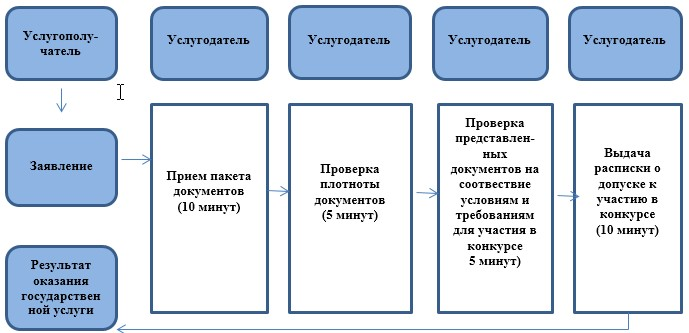 Услугополу-
чатель
Услугодатель
Услугодатель
Услугодатель
Услугодатель
Заявление
Прием пакета
документов
(10 минут)
Проверка
плотноты
документов
(5 минут)
Проверка
представлен-
ных
документов на
соотвествие
условиям и
требованиям
для участия в
конкурсе
5 минут)
Выдача
расписки о
допуске к
участию в
конкурсе
(10 минут)
Результат
оказания
государствен
ной услуги